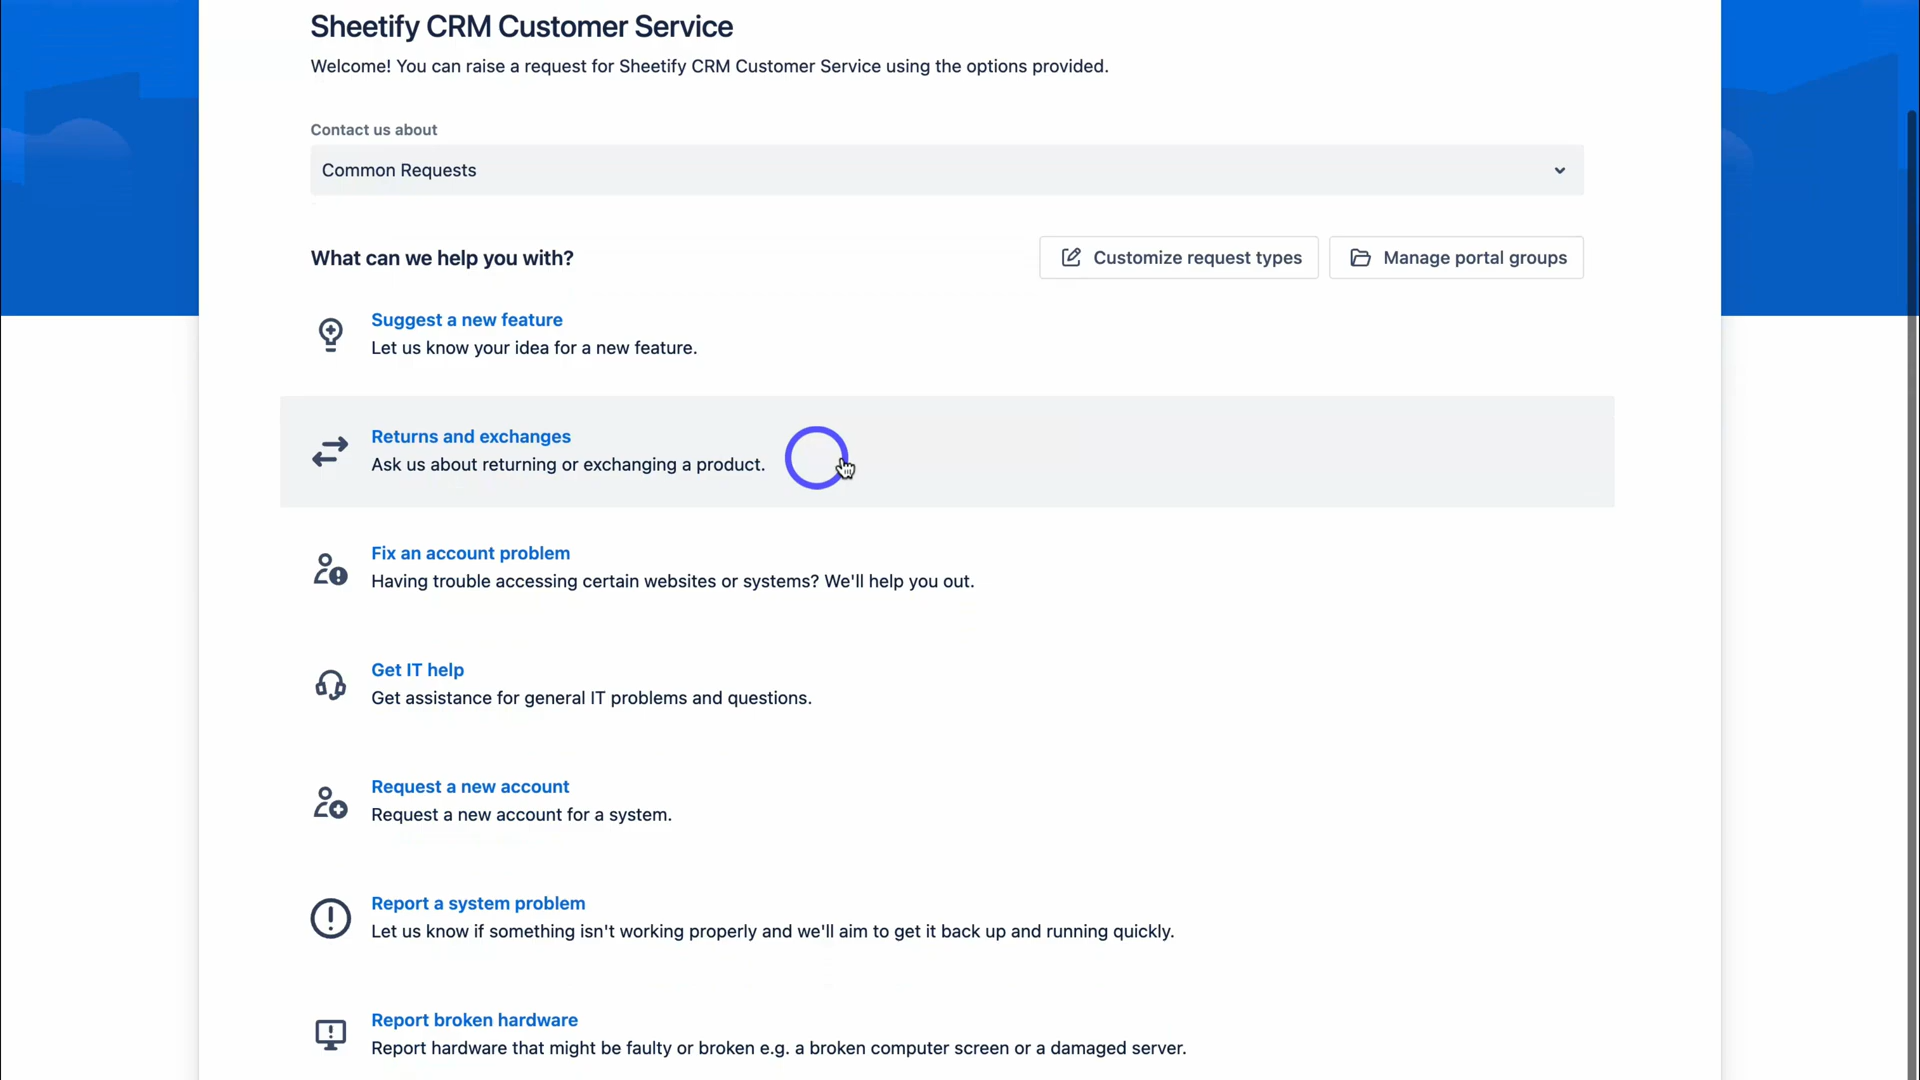 Sheetify CRM Customer Service
Welcome! You can raise a request for Sheetify CRM Customer Service using the options provided.
Contact us about
Common Requests
What can we help you with?
Customize request types
Manage portal groups
Suggest a new feature
Let us know your idea for a new feature.
Returns and exchanges
Ask us about returning or exchanging a product.
Fix an account problem
Having trouble accessing certain websites or systems? We'll help you out.
Get IT help
Get assistance for general IT problems and questions.
Request a new account
Request a new account for a system.
Report a system problem
Let us know if something isn't working properly and we'll aim to get it back up and running quickly.
Report broken hardware
Report hardware that might be faulty or broken e.g. a broken computer screen or a damaged server.